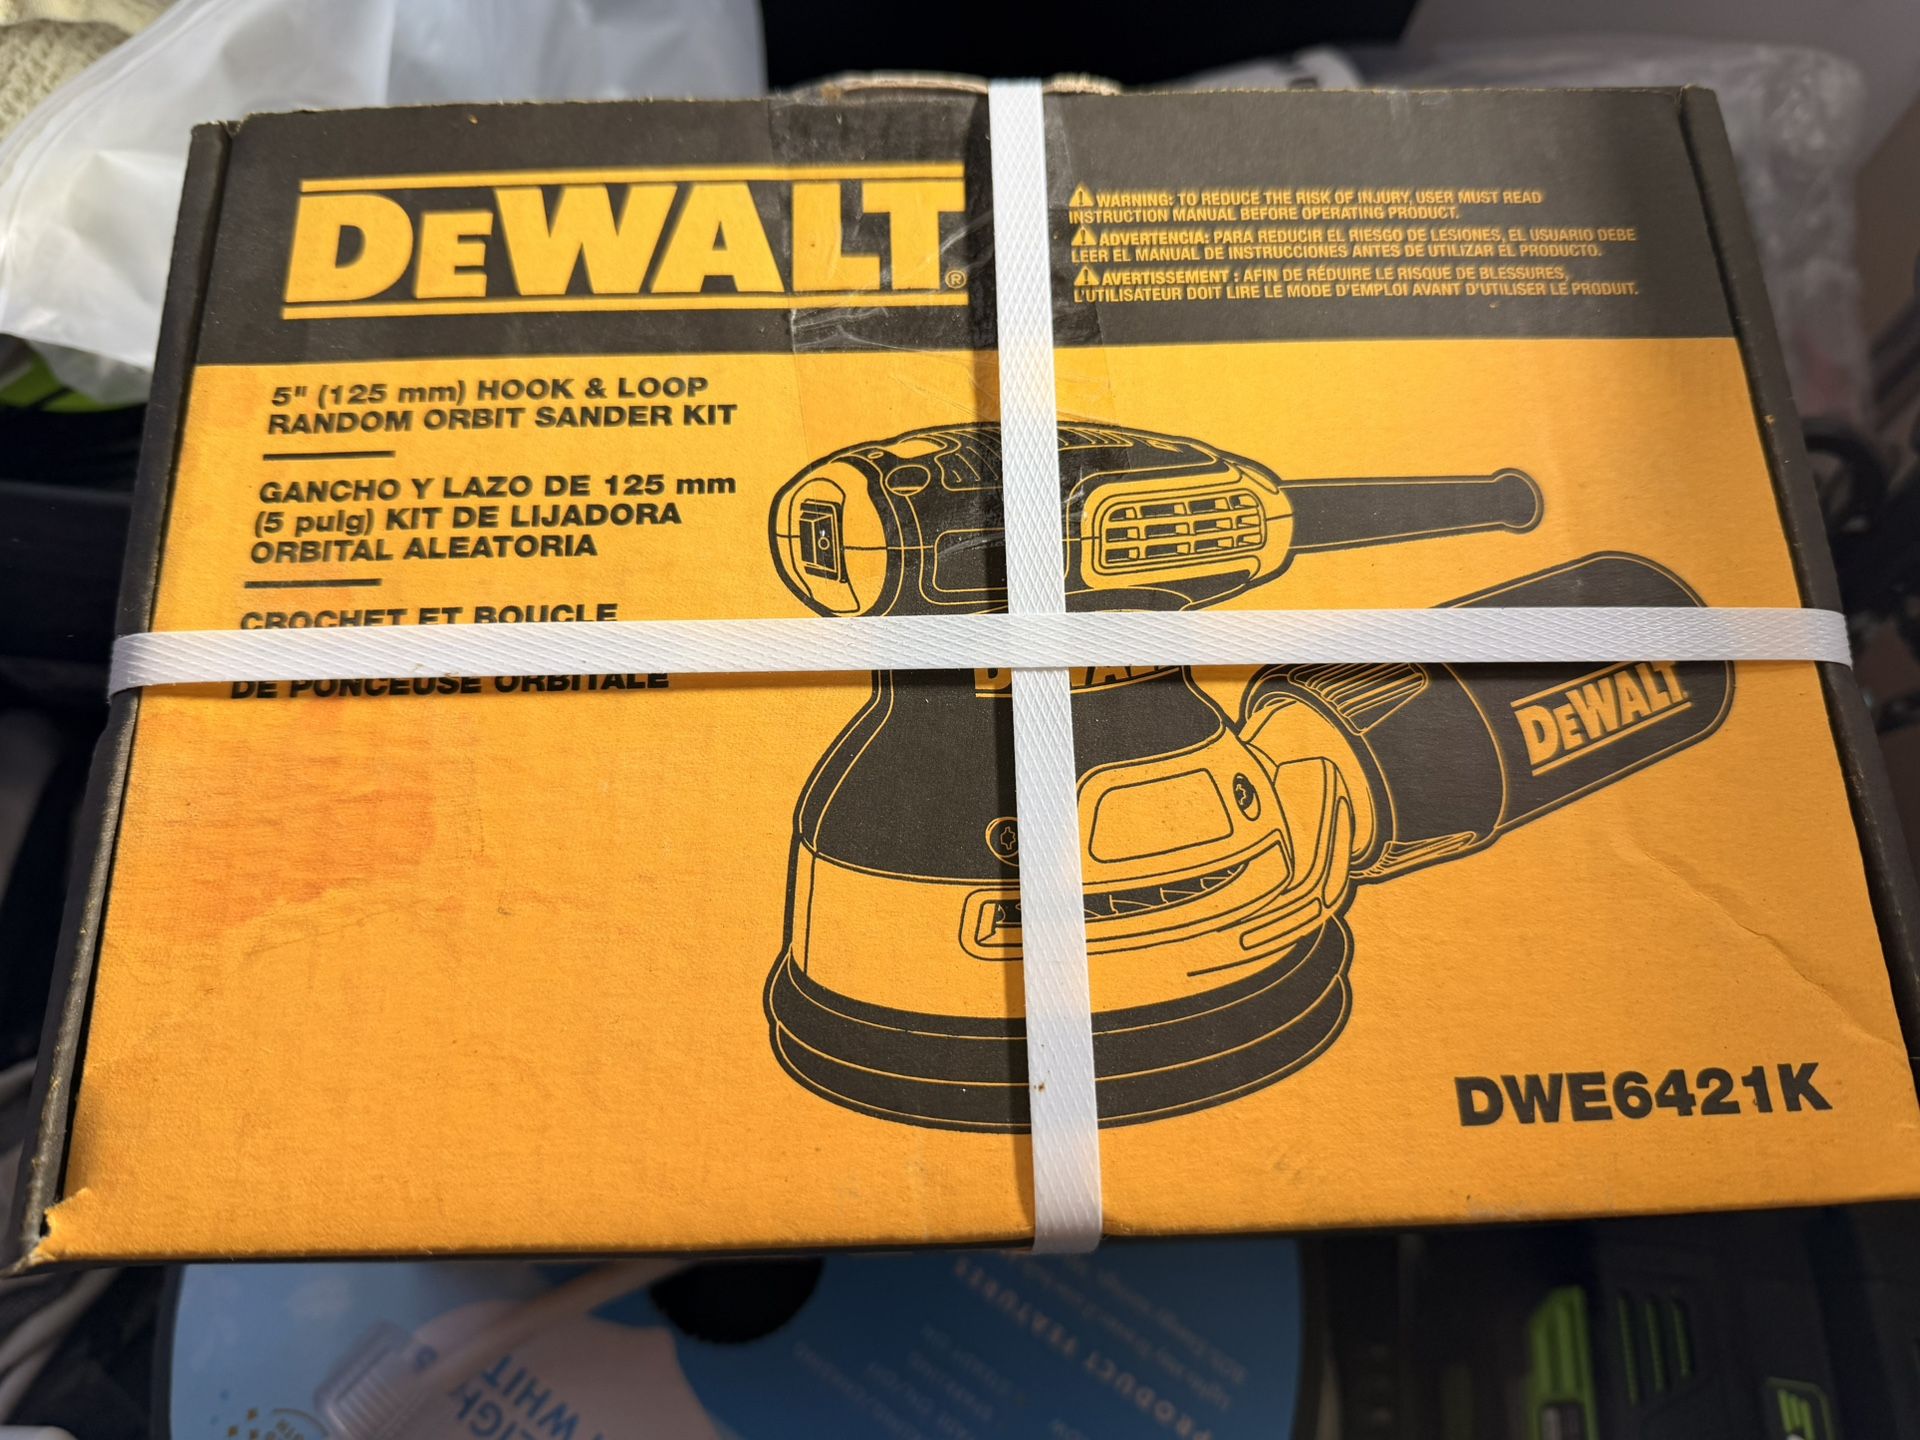 DEWALT®
WARNING: TO REDUCE THE RISK OF INJURY, USER MUST READ
INSTRUCTION MANUAL BEFORE OPERATING PRODUCT.
ADVERTENCIA: PARA REDUCIR EL RIESGO DE LESIONES, EL USUARIO DEBE
LEER EL MANUAL DE INSTRUCCIONES ANTES DE UTILIZAR EL PRODUCTO.
AVERTISSEMENT : AFIN DE RÉDUIRE LE RISQUE DE BLESSURES,
L'UTILISATEUR DOIT LIRE LE MODE D'EMPLOI AVANT D'UTILISER LE PRODUIT.
5" (125 mm) HOOK & LOOP
RANDOM ORBIT SANDER KIT
GANCHO Y LAZO DE 125 mm
(5 pulg) KIT DE LIJADORA
ORBITAL ALEATORIA
CROCHET ET BOUCLE
DE PONCEUSE ORBITALE
DEWALT
DWE6421K
PRODUCT FEATURES
WHIT